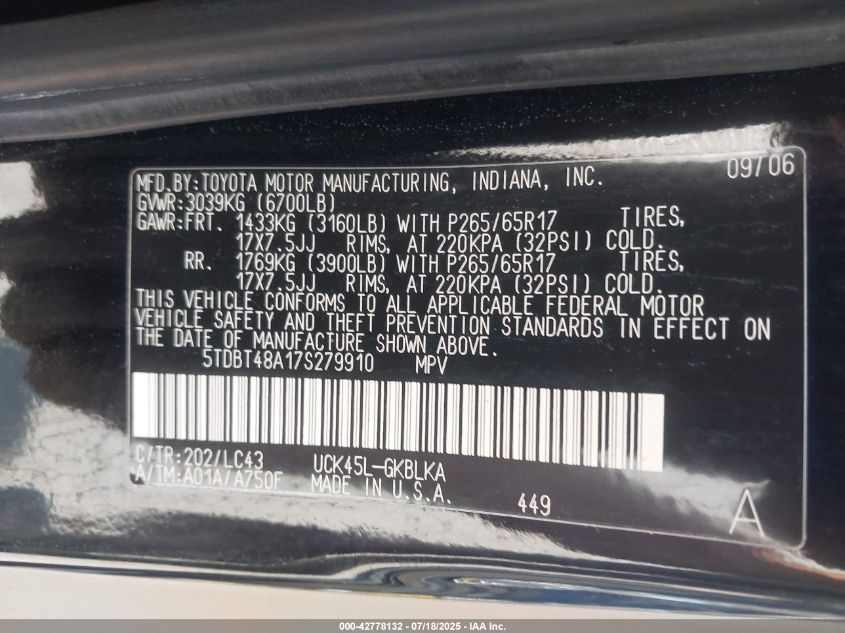 09/06
MFD.BY:TOYOTA MOTOR MANUFACTURING, INDIANA, INC.
GVWR:3039KG (6700LB)
GAWR:FRT. 1433KG (3160LB) WITH P265/65R17 TIRES,
17X7.5JJ RIMS, AT 220KPA (32PSI) COLD.
RR. 1769KG (3900LB) WITH P265/65R17 TIRES,
17X7.5JJ RIMS, AT 220KPA (32PSI) COLD.
THIS VEHICLE CONFORMS TO ALL APPLICABLE FEDERAL MOTOR
VEHICLE SAFETY AND THEFT PREVENTION STANDARDS IN EFFECT ON
THE DATE OF MANUFACTURE SHOWN ABOVE.
5TDBT48A17S279910 MPV
C/TR:202/LC43 UCK45L-GKBLKA
A/TM:A01A/A750F MADE IN U.S.A.
449
A
000-42778132 - 07/18/2025 - IAA Inc.